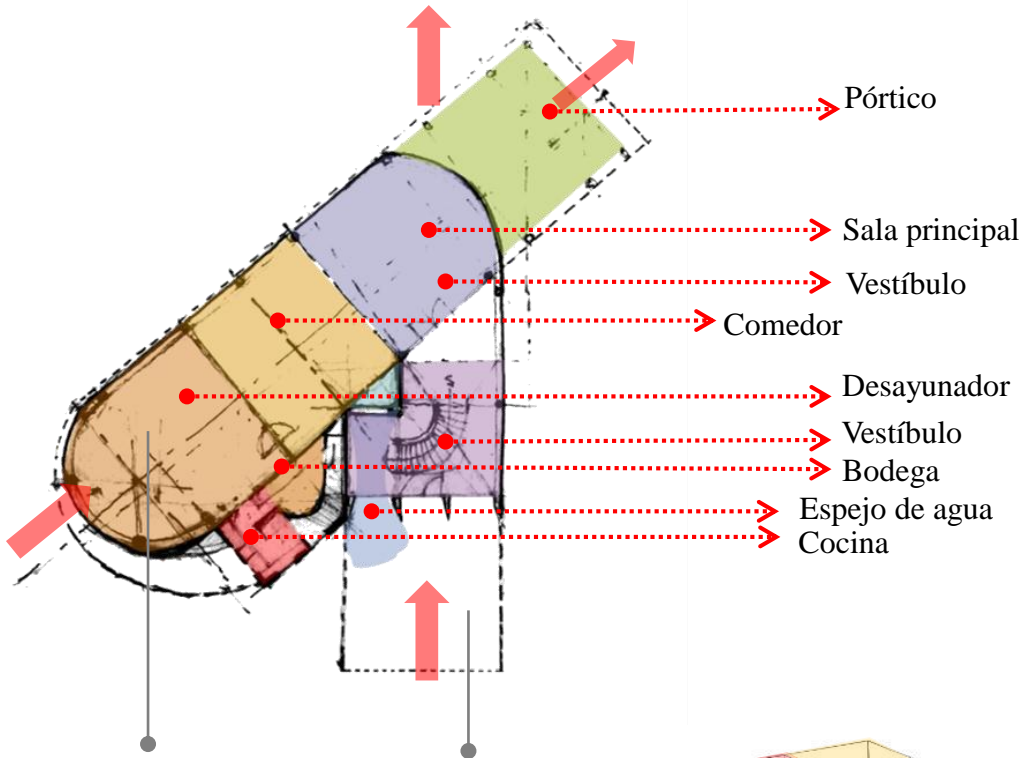 Pórtico
Sala principal
Vestíbulo
Comedor
Desayunador
Vestíbulo
Bodega
Espejo de agua
Cocina